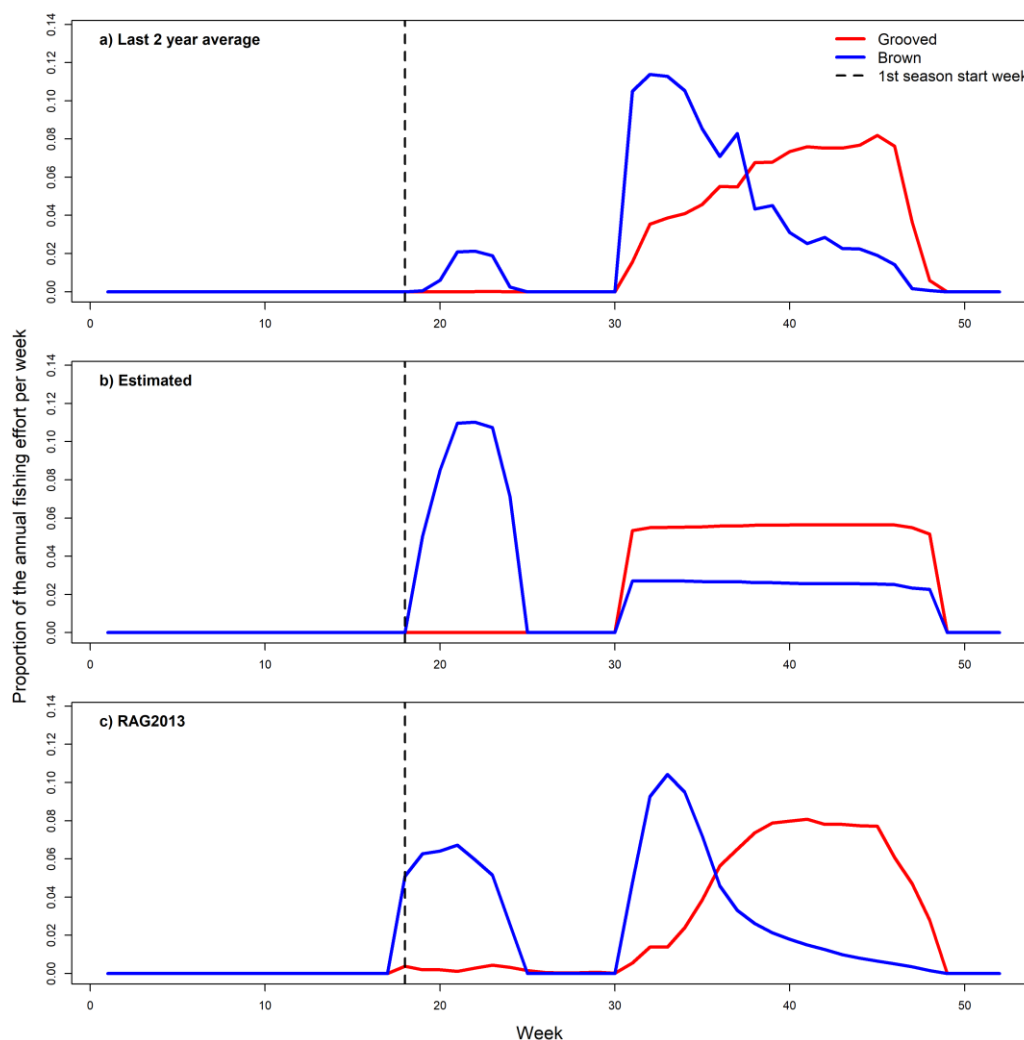 a) Last 2 year average
Grooved
Brown
1st season start week
0.00 0.02 0.04 0.06 0.08 0.10 0.12 0.14
0 10 20 30 40 50
b) Estimated
0.00 0.02 0.04 0.06 0.08 0.10 0.12 0.14
0 10 20 30 40 50
Proportion of the annual fishing effort per week
c) RAG2013
0.00 0.02 0.04 0.06 0.08 0.10 0.12 0.14
0 10 20 30 40 50
Week